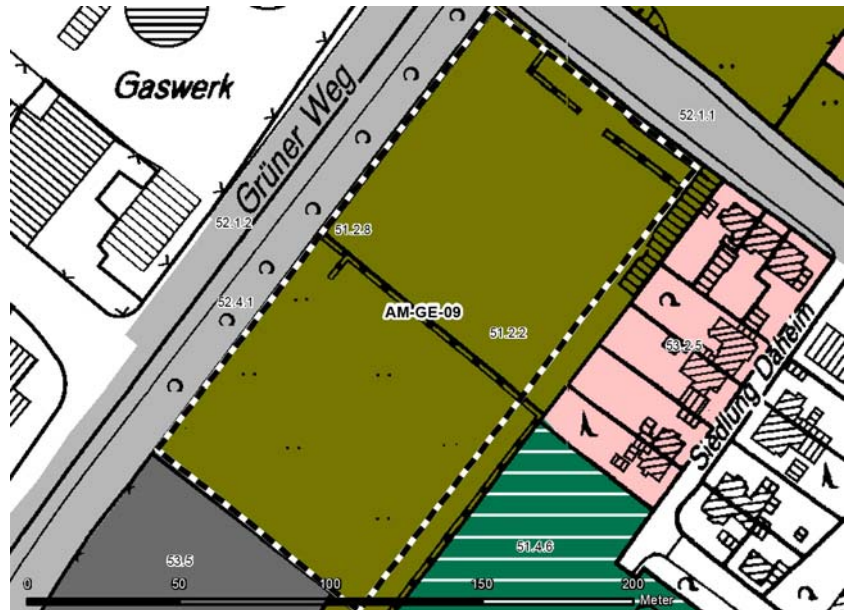 Gaswerk
Grüner Weg
52.1.1
52.1.2
51.2.8
52.4.1
AM-GE-09
51.2.2
53.2.5
Siedlung Daheim
51.4.6
53.5
0 50 100 150 200
Meter